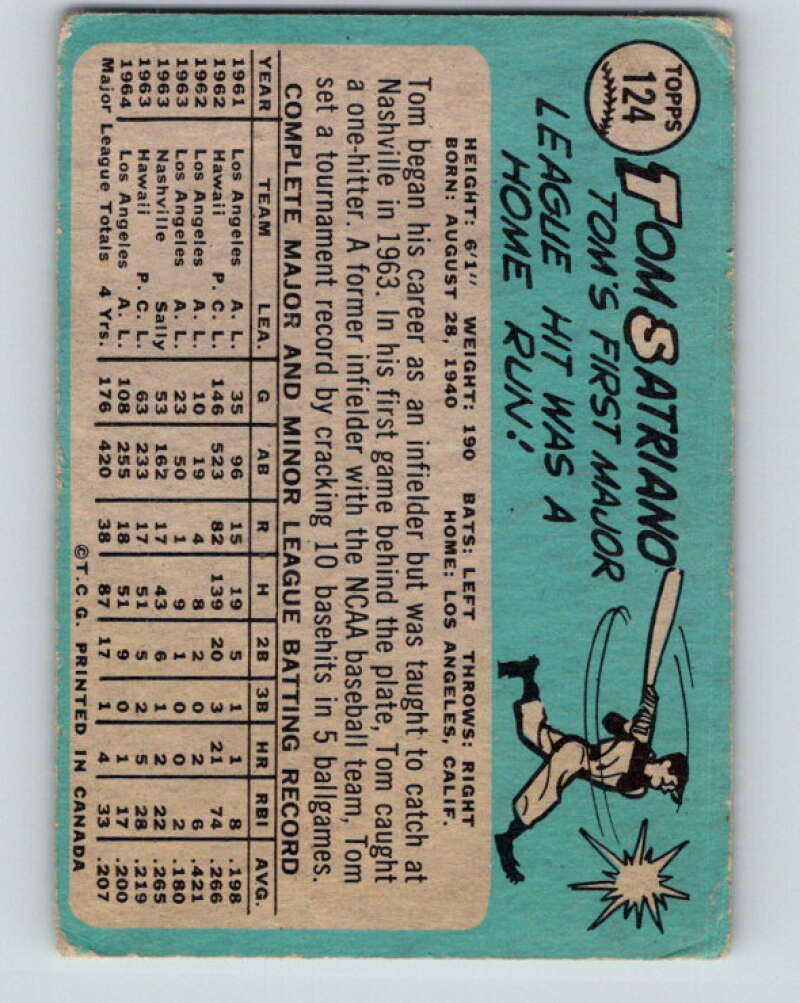 TOPPS
124
TOM SATRIANO
TOM'S FIRST MAJOR
LEAGUE HIT WAS A
HOME RUN!
HEIGHT: 6'1" WEIGHT: 190 BATS: LEFT THROWS: RIGHT
BORN: AUGUST 28, 1940 HOME: LOS ANGELES, CALIF.
Tom began his career as an infielder but was taught to catch at
Nashville in 1963. In his first game behind the plate, Tom caught
a one-hitter. A former infielder with the NCAA baseball team, Tom
set a tournament record by cracking 10 basehits in 5 ballgames.
COMPLETE MAJOR AND MINOR LEAGUE BATTING RECORD
YEAR TEAM LEA. G AB R H 2B 3B HR RBI AVG.
1961 Los Angeles A. L. 35 96 15 19 5 1 1 8 .198
1962 Hawaii P. C. L. 146 523 82 139 20 3 21 74 .266
1962 Los Angeles A. L. 10 19 4 8 2 0 2 6 .421
1963 Los Angeles A. L. 23 50 1 9 1 0 0 2 .180
1963 Nashville Sally 53 162 17 43 6 1 2 22 .265
1963 Hawaii P. C. L. 63 233 17 51 5 2 5 28 .219
1964 Los Angeles A. L. 108 255 18 51 9 0 1 17 .200
Major League Totals 4 Yrs. 176 420 38 87 17 1 4 33 .207
©T.C.G. PRINTED IN CANADA